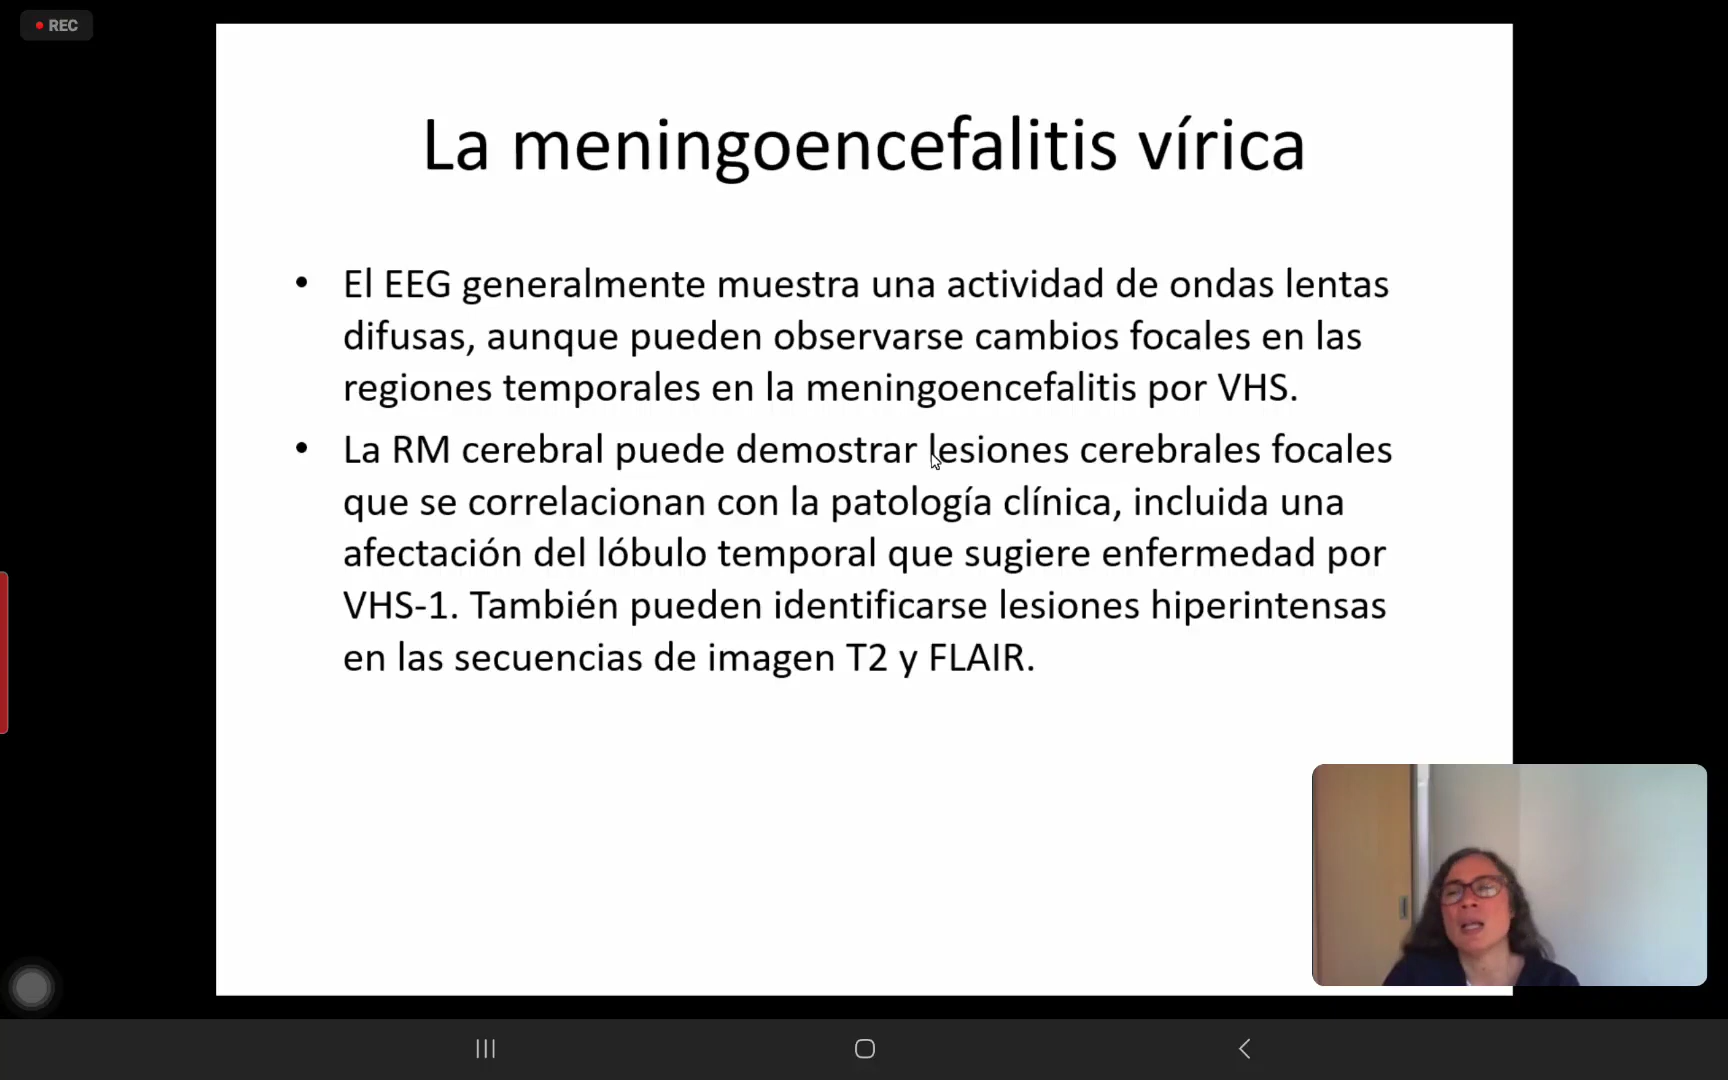 REC
La meningoencefalitis vírica
• El EEG generalmente muestra una actividad de ondas lentas
difusas, aunque pueden observarse cambios focales en las
regiones temporales en la meningoencefalitis por VHS.
• La RM cerebral puede demostrar lesiones cerebrales focales
que se correlacionan con la patología clínica, incluida una
afectación del lóbulo temporal que sugiere enfermedad por
VHS-1. También pueden identificarse lesiones hiperintensas
en las secuencias de imagen T2 y FLAIR.